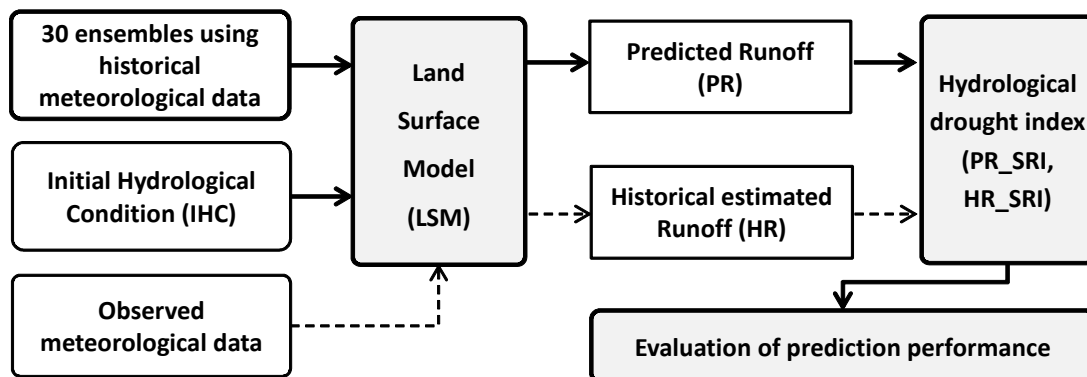 30 ensembles using
historical
meteorological data
Initial Hydrological
Condition (IHC)
Observed
meteorological data
Land
Surface
Model
(LSM)
Predicted Runoff
(PR)
Historical estimated
Runoff (HR)
Hydrological
drought index
(PR_SRI,
HR_SRI)
Evaluation of prediction performance